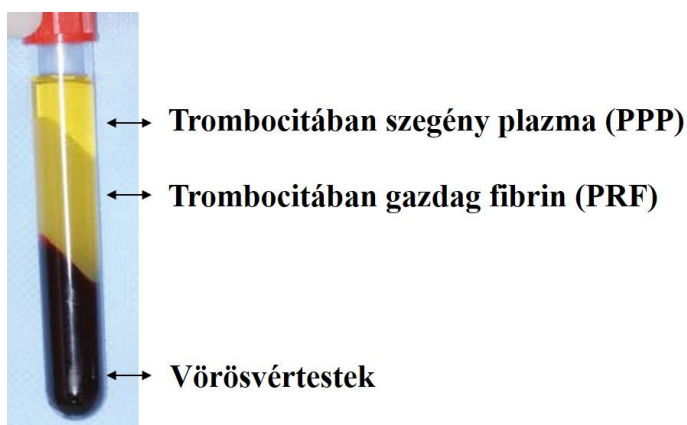 Trombocitában szegény plazma (PPP)
Trombocitában gazdag fibrin (PRF)
Vörösvértestek